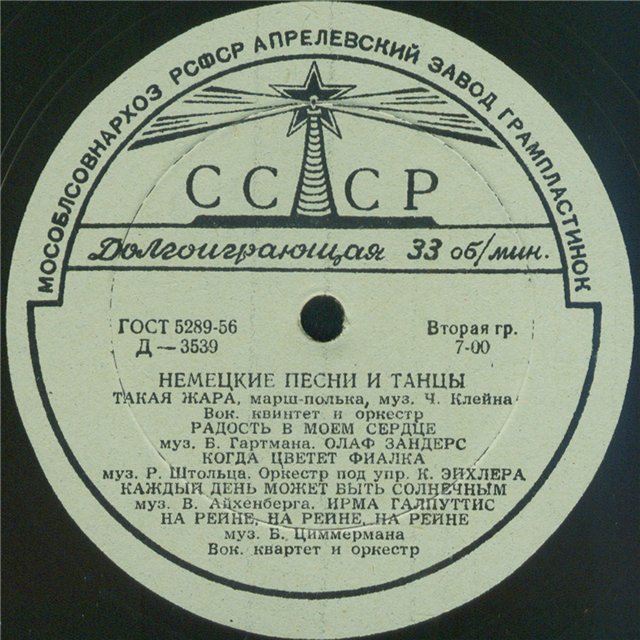 МОСОБЛСОВНАРХОЗ РСФСР АПРЕЛЕВСКИЙ ЗАВОД ГРАМПЛАСТИНОК
СССР
Долгоиграющая 33 об/мин.
ГОСТ 5289-56 Вторая гр.
Д—3539 7-00
НЕМЕЦКИЕ ПЕСНИ И ТАНЦЫ
ТАКАЯ ЖАРА, марш-полька, муз. Ч. Клейна
Вок. квинтет и оркестр
РАДОСТЬ В МОЕМ СЕРДЦЕ
муз. В. Гартмана. ОЛАФ ЗАНДЕРС
КОГДА ЦВЕТЕТ ФИАЛКА
муз. Р. Штольца. Оркестр под упр. К. ЭЙХЛЕРА
КАЖДЫЙ ДЕНЬ МОЖЕТ БЫТЬ СОЛНЕЧНЫМ
муз. В. Айхенберга. ИРМА ГАЛПУТТИС
НА РЕЙНЕ, НА РЕЙНЕ, НА РЕЙНЕ
муз. Б. Циммермана
Вок. квартет и оркестр